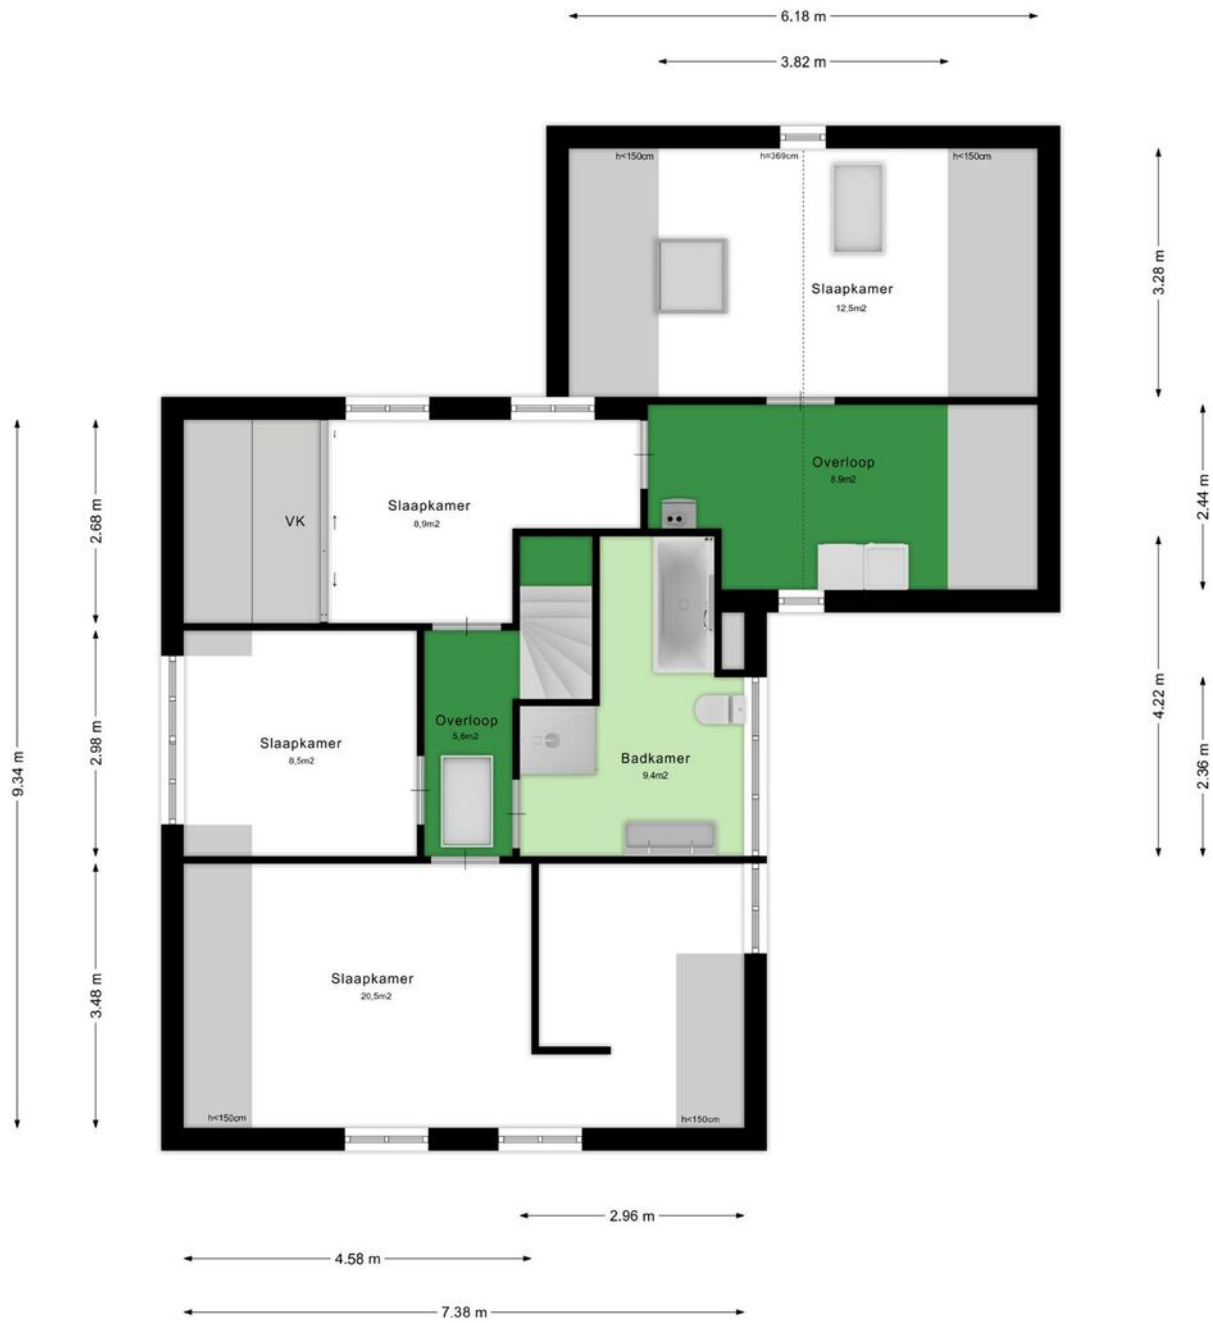 6.18 m
3.82 m
h<150cm
h=369cm
h<150cm
Slaapkamer
12,5m2
3.28 m
Overloop
8.9m2
2.44 m
Slaapkamer
8,9m2
VK
2.68 m
9.34 m
Slaapkamer
8,5m2
2.98 m
Overloop
5,6m2
Badkamer
9.4m2
4.22 m
2.36 m
Slaapkamer
20,5m2
3.48 m
h<150cm
h<150cm
2.96 m
4.58 m
7.38 m